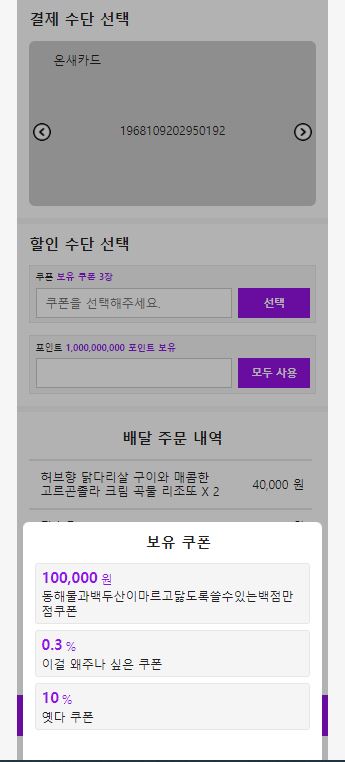 결제 수단 선택
온새카드
1968109202950192
할인 수단 선택
쿠폰 보유 쿠폰 3장
쿠폰을 선택해주세요.
선택
포인트 1,000,000,000 포인트 보유
모두 사용
배달 주문 내역
허브향 닭다리살 구이와 매콤한
고르곤졸라 크림 곡물 리조또 X 2
40,000 원
보유 쿠폰
100,000 원
동해물과백두산이마르고닳도록쓸수있는백점만
점쿠폰
0.3 %
이걸 왜주나 싶은 쿠폰
10 %
옛다 쿠폰